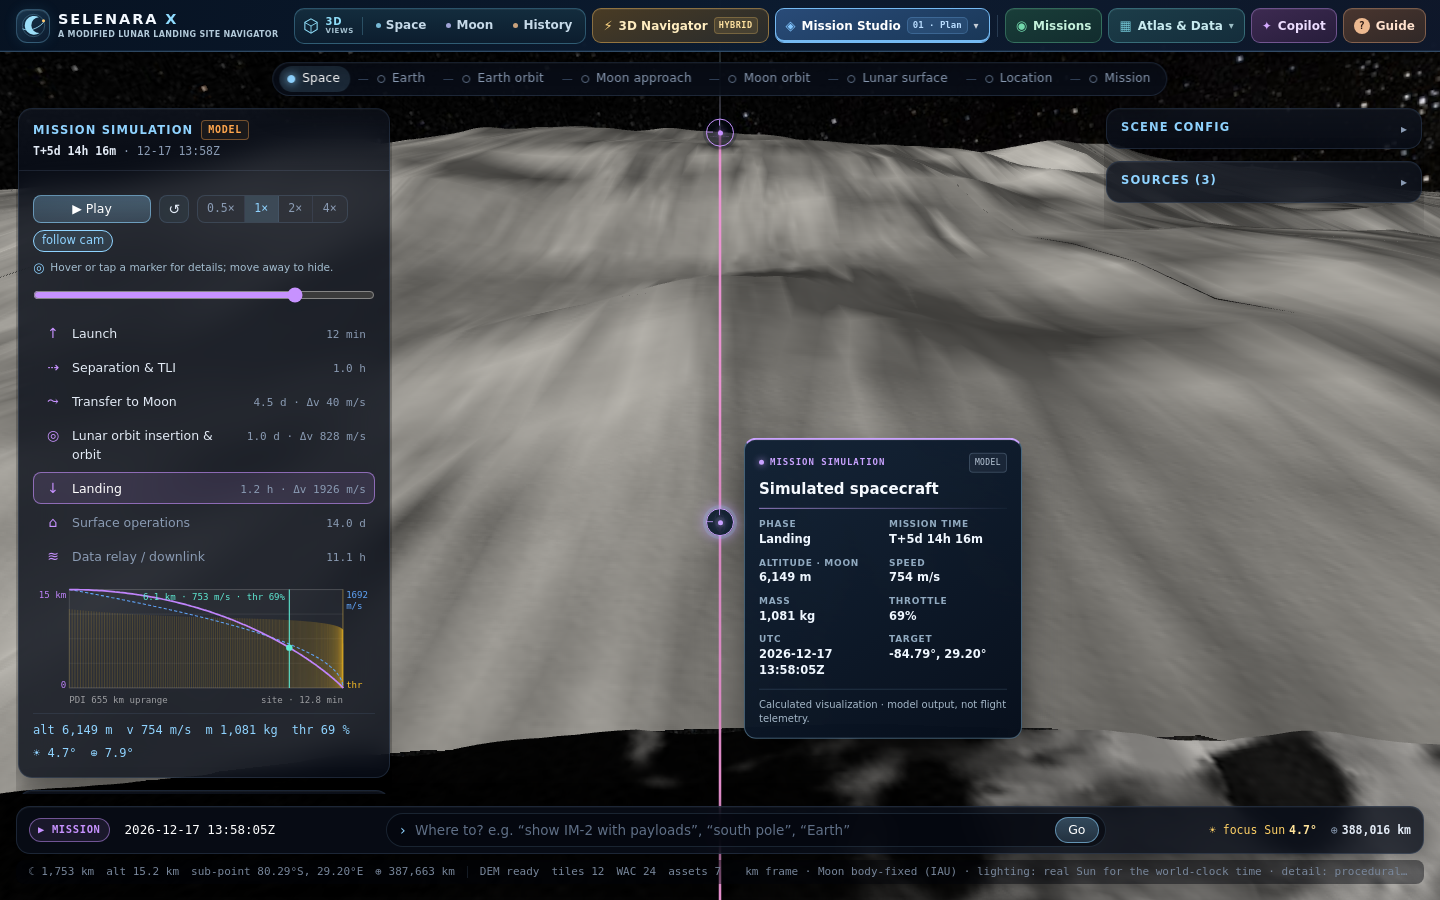 SELENARA X
A MODIFIED LUNAR LANDING SITE NAVIGATOR
3D VIEWS
Space
Moon
History
3D Navigator HYBRID
Mission Studio 01 · Plan ▾
Missions
Atlas & Data ▾
Copilot
? Guide
Space — Earth — Earth orbit — Moon approach — Moon orbit — Lunar surface — Location — Mission
MISSION SIMULATION MODEL
T+5d 14h 16m · 12-17 13:58Z
▶ Play ↺ 0.5× 1× 2× 4×
follow cam
◎ Hover or tap a marker for details; move away to hide.
↑ Launch 12 min
⇢ Separation & TLI 1.0 h
⤳ Transfer to Moon 4.5 d · Δv 40 m/s
◎ Lunar orbit insertion & orbit 1.0 d · Δv 828 m/s
↓ Landing 1.2 h · Δv 1926 m/s
⌂ Surface operations 14.0 d
≋ Data relay / downlink 11.1 h
15 km 6.1 km · 753 m/s · thr 69% 1692 m/s
0 thr
PDI 655 km uprange site · 12.8 min
alt 6,149 m v 754 m/s m 1,081 kg thr 69 %
☀ 4.7° ⊕ 7.9°
SCENE CONFIG ▸
SOURCES (3) ▸
MISSION SIMULATION MODEL
Simulated spacecraft
PHASE MISSION TIME
Landing T+5d 14h 16m
ALTITUDE · MOON SPEED
6,149 m 754 m/s
MASS THROTTLE
1,081 kg 69%
UTC TARGET
2026-12-17 -84.79°, 29.20°
13:58:05Z
Calculated visualization · model output, not flight
telemetry.
▶ MISSION 2026-12-17 13:58:05Z
› Where to? e.g. “show IM-2 with payloads”, “south pole”, “Earth” Go
☀ focus Sun 4.7° ⊕ 388,016 km
☾ 1,753 km alt 15.2 km sub-point 80.29°S, 29.20°E ⊕ 387,663 km DEM ready tiles 12 WAC 24 assets 7 km frame · Moon body-fixed (IAU) · lighting: real Sun for the world-clock time · detail: procedural…